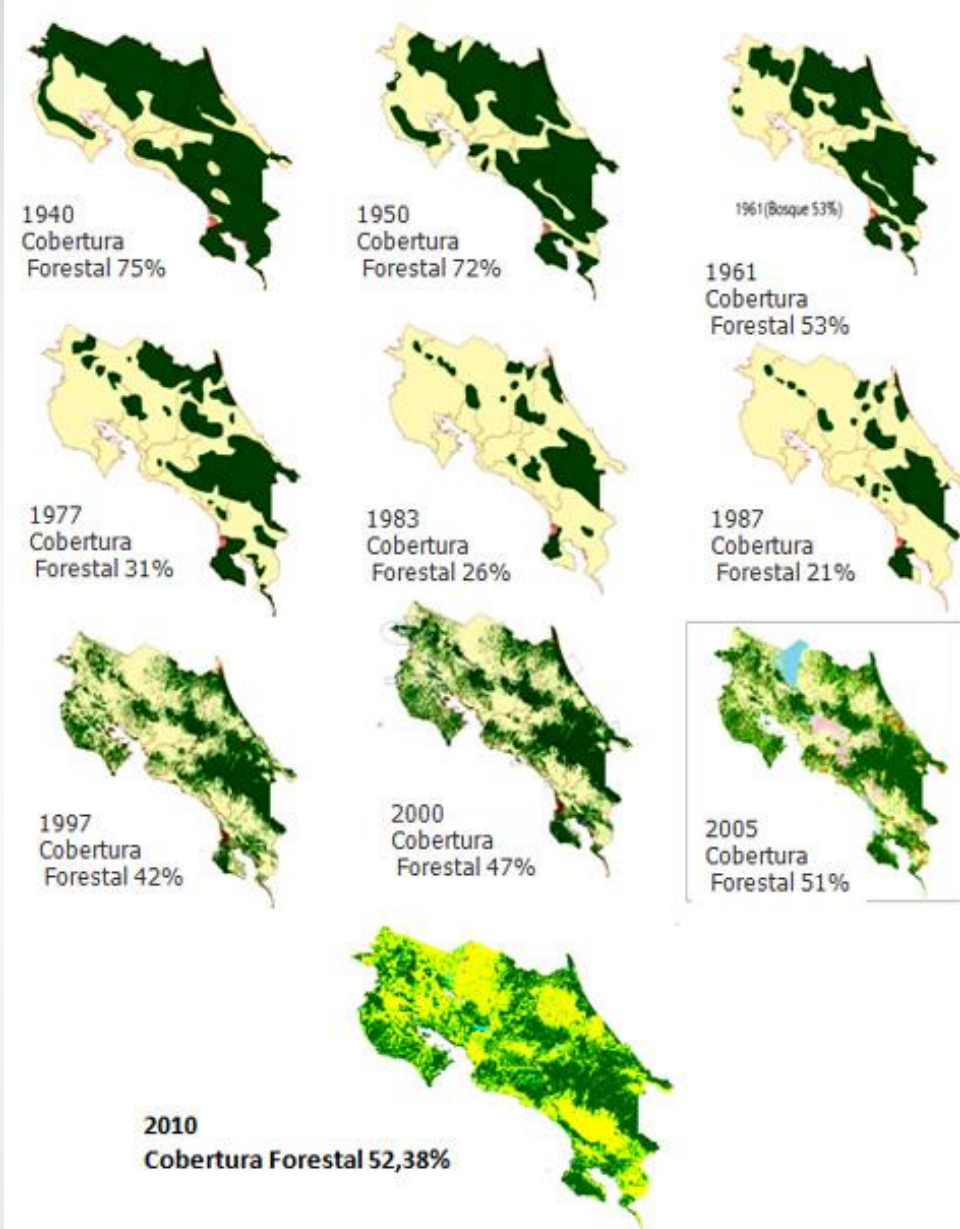 1940
Cobertura
Forestal 75%
1950
Cobertura
Forestal 72%
1961(Bosque 53%)
1961
Cobertura
Forestal 53%
1977
Cobertura
Forestal 31%
1983
Cobertura
Forestal 26%
1987
Cobertura
Forestal 21%
1997
Cobertura
Forestal 42%
2000
Cobertura
Forestal 47%
2005
Cobertura
Forestal 51%
2010
Cobertura Forestal 52,38%